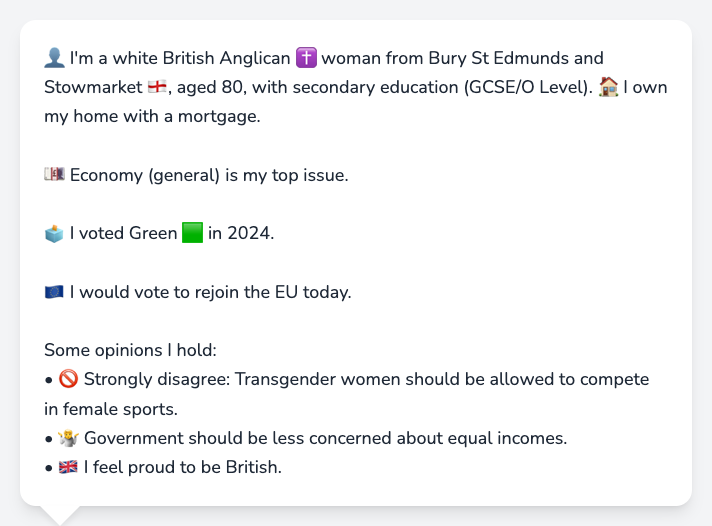 👤 I'm a white British Anglican ✝️ woman from Bury St Edmunds and
Stowmarket 🏴󠁧󠁢󠁥󠁮󠁧󠁿, aged 80, with secondary education (GCSE/O Level). 🏠 I own
my home with a mortgage.
💷 Economy (general) is my top issue.
🗳️ I voted Green 🟩 in 2024.
🇪🇺 I would vote to rejoin the EU today.
Some opinions I hold:
• 🚫 Strongly disagree: Transgender women should be allowed to compete
in female sports.
• 🤷 Government should be less concerned about equal incomes.
• 🇬🇧 I feel proud to be British.